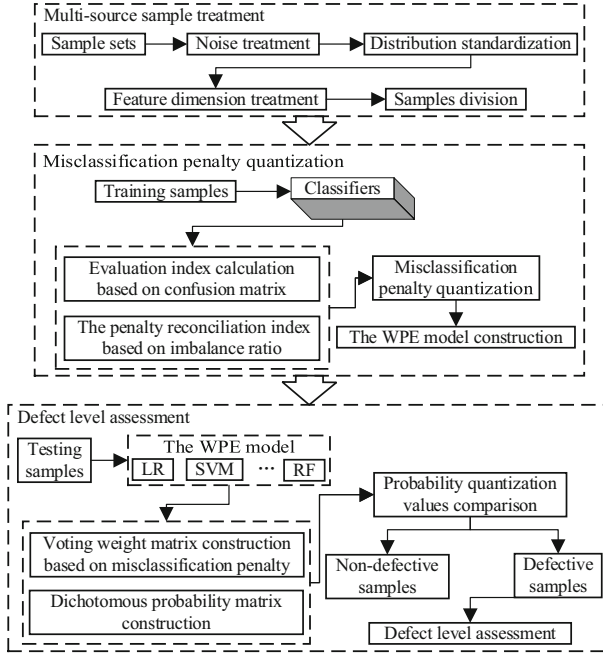 Multi-source sample treatment
Sample sets
Noise treatment
Distribution standardization
Feature dimension treatment
Samples division
Misclassification penalty quantization
Training samples
Classifiers
Evaluation index calculation
based on confusion matrix
The penalty reconciliation index
based on imbalance ratio
Misclassification
penalty quantization
The WPE model construction
Defect level assessment
Testing
samples
The WPE model
LR
SVM
···
RF
Voting weight matrix construction
based on misclassification penalty
Dichotomous probability matrix
construction
Probability quantization
values comparison
Non-defective
samples
Defective
samples
Defect level assessment